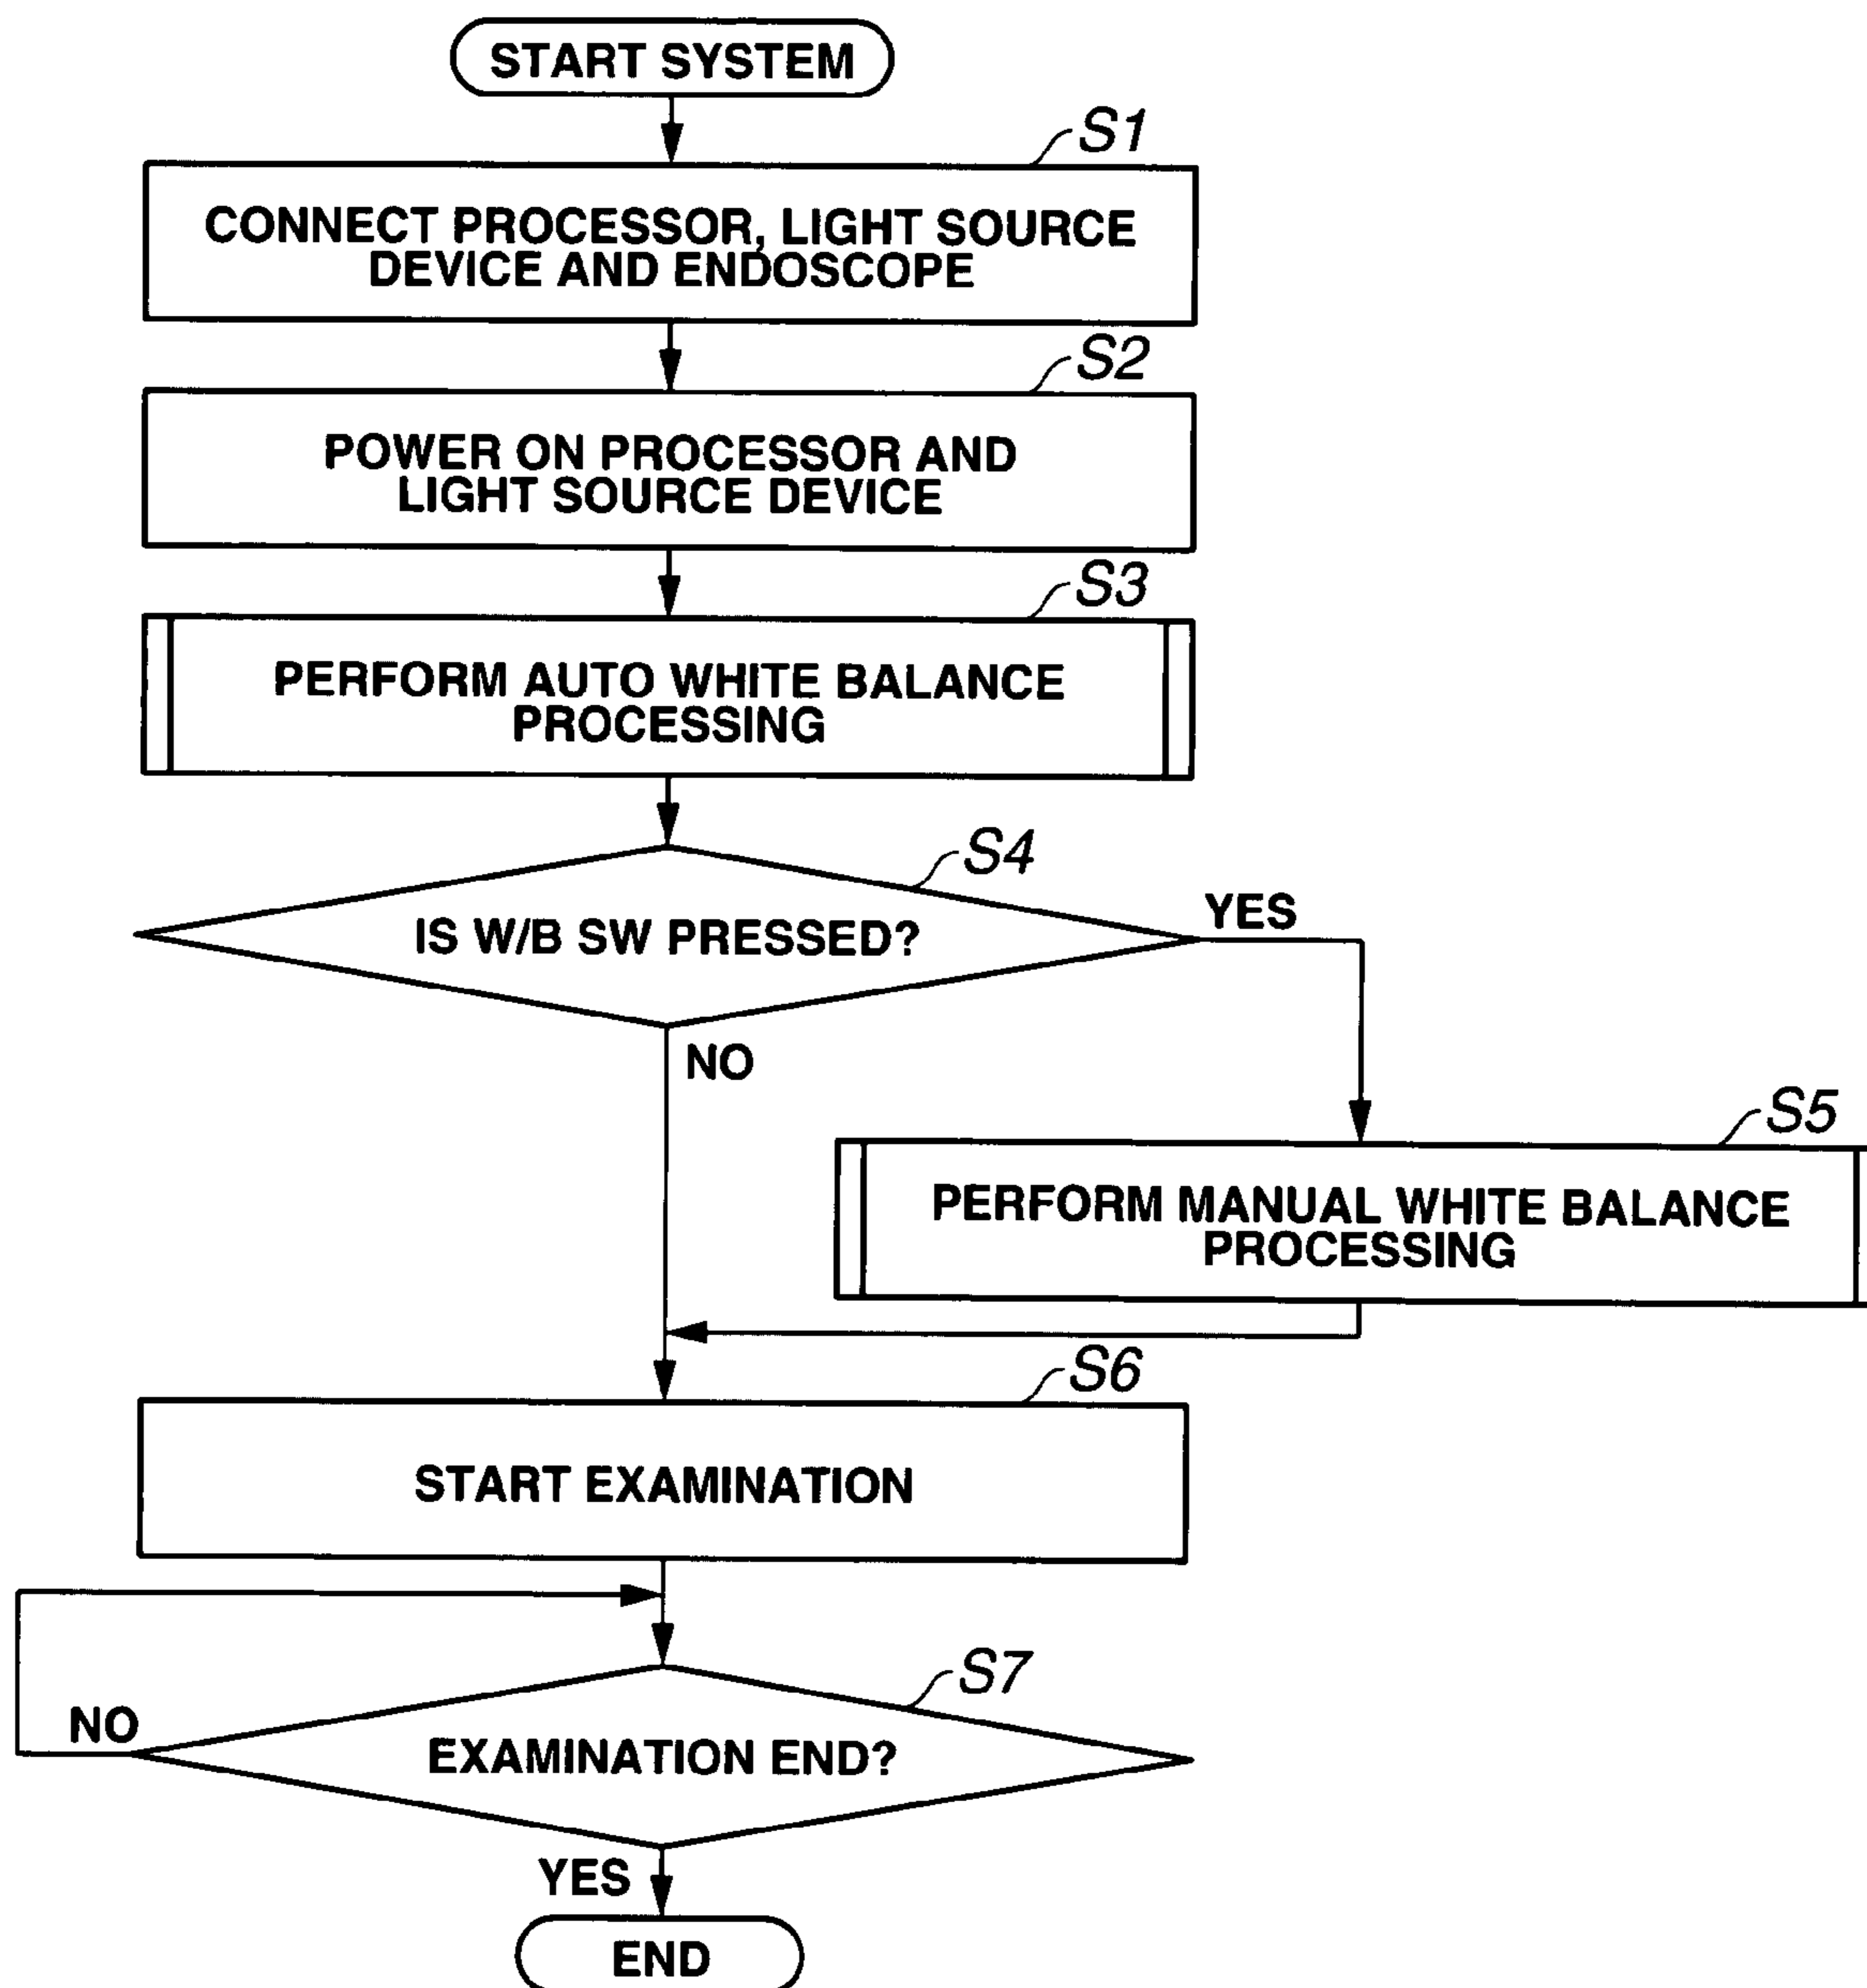 START SYSTEM
S1
CONNECT PROCESSOR, LIGHT SOURCE
DEVICE AND ENDOSCOPE
S2
POWER ON PROCESSOR AND
LIGHT SOURCE DEVICE
S3
PERFORM AUTO WHITE BALANCE
PROCESSING
S4
IS W/B SW PRESSED?
YES
NO
S5
PERFORM MANUAL WHITE BALANCE
PROCESSING
S6
START EXAMINATION
S7
NO
EXAMINATION END?
YES
END